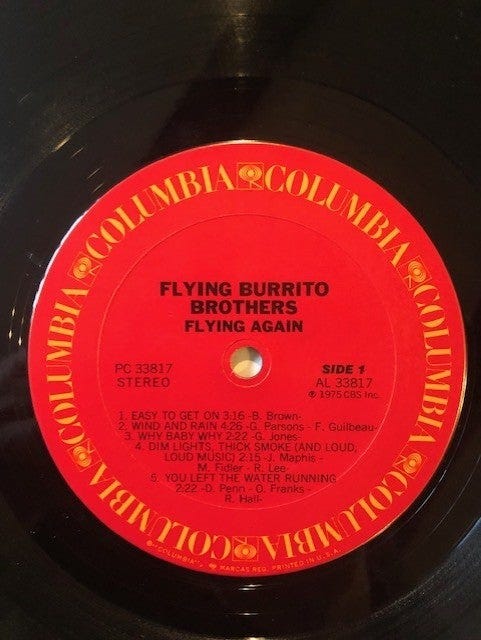 COLUMBIA COLUMBIA COLUMBIA COLUMBIA COLUMBIA COLUMBIA
FLYING BURRITO
BROTHERS
FLYING AGAIN
PC 33817
STEREO
SIDE 1
AL 33817
℗ 1975 CBS Inc.
1. EASY TO GET ON 3:16 -B. Brown-
2. WIND AND RAIN 4:26 -G. Parsons - F. Guilbeau-
3. WHY BABY WHY 2:22 -G. Jones-
4. DIM LIGHTS, THICK SMOKE (AND LOUD,
LOUD MUSIC) 2:15 -J. Maphis -
M. Fidler - R. Lee-
5. YOU LEFT THE WATER RUNNING
2:22 -D. Penn - O. Franks -
R. Hall-
"COLUMBIA", MARCAS REG. PRINTED IN U.S.A.